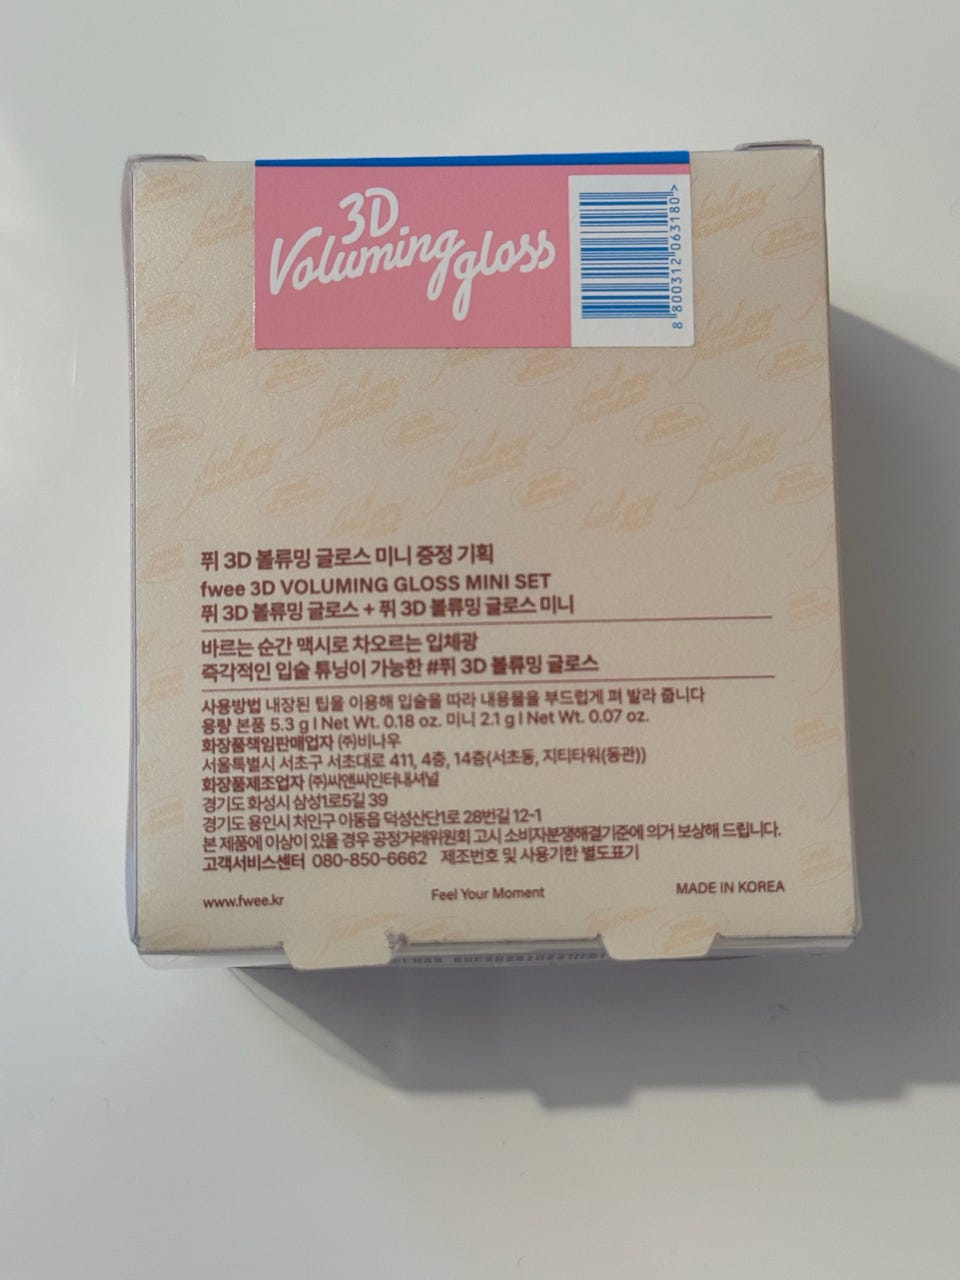 3D
Voluming gloss
8 800312 063180 >
퓌 3D 볼류밍 글로스 미니 증정 기획
fwee 3D VOLUMING GLOSS MINI SET
퓌 3D 볼류밍 글로스 + 퓌 3D 볼류밍 글로스 미니
바르는 순간 맥시로 차오르는 입체광
즉각적인 입술 튜닝이 가능한 #퓌 3D 볼류밍 글로스
사용방법 내장된 팁을 이용해 입술을 따라 내용물을 부드럽게 펴 발라 줍니다
용량 본품 5.3 g l Net Wt. 0.18 oz. 미니 2.1 g l Net Wt. 0.07 oz.
화장품책임판매업자 (주)비나우
서울특별시 서초구 서초대로 411, 4층, 14층(서초동, 지티타워(동관))
화장품제조업자 (주)씨앤씨인터내셔널
경기도 화성시 삼성1로5길 39
경기도 용인시 처인구 이동읍 덕성산단1로 28번길 12-1
본 제품에 이상이 있을 경우 공정거래위원회 고시 소비자분쟁해결기준에 의거 보상해 드립니다.
고객서비스센터 080-850-6662 제조번호 및 사용기한 별도표기
www.fwee.kr Feel Your Moment MADE IN KOREA